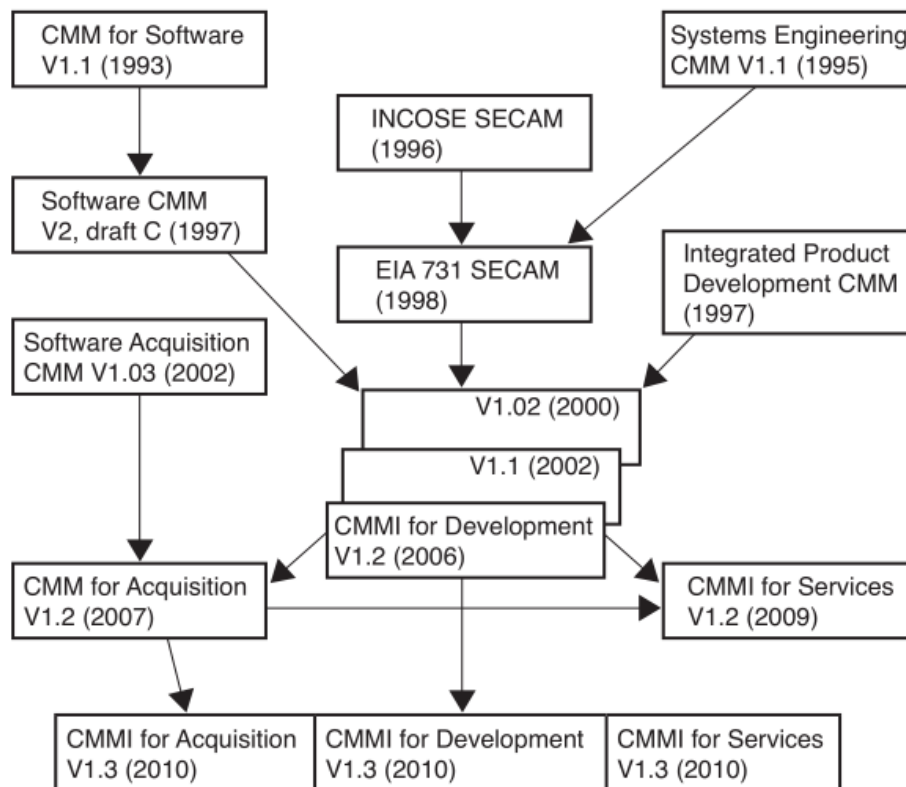 CMM for Software
V1.1 (1993)
Systems Engineering
CMM V1.1 (1995)
INCOSE SECAM
(1996)
Software CMM
V2, draft C (1997)
EIA 731 SECAM
(1998)
Integrated Product
Development CMM
(1997)
Software Acquisition
CMM V1.03 (2002)
V1.02 (2000)
V1.1 (2002)
CMMI for Development
V1.2 (2006)
CMM for Acquisition
V1.2 (2007)
CMMI for Services
V1.2 (2009)
CMMI for Acquisition
V1.3 (2010)
CMMI for Development
V1.3 (2010)
CMMI for Services
V1.3 (2010)